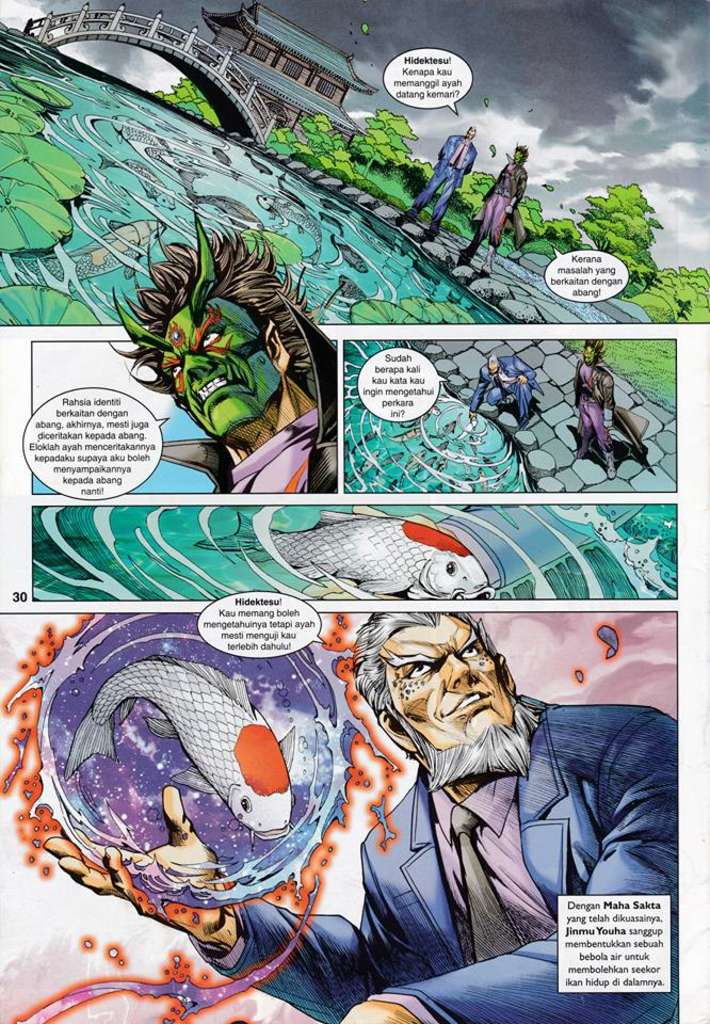 Hidektesu!
Kenapa kau
memanggil ayah
datang kemari?
Kerana
masalah yang
berkaitan dengan
abang!
Rahsia identiti
berkaitan dengan
abang, akhirnya, mesti juga
diceritakan kepada abang.
Eloklah ayah menceritakan
kepadaku supaya aku boleh
menyampaikannya
kepada abang
nanti!
Sudah
berapa kali
kau kata kau
ingin mengetahui
perkara
ini?
30
Hidektesu!
Kau memang boleh
mengetahuinya tetapi ayah
mesti menguji kau
terlebih dahulu!
Dengan Maha Sakta
yang telah dikuasainya,
Jinmu Youha sanggup
membentukkan sebuah
bebola air untuk
membolehkan seekor
ikan hidup di dalamnya.